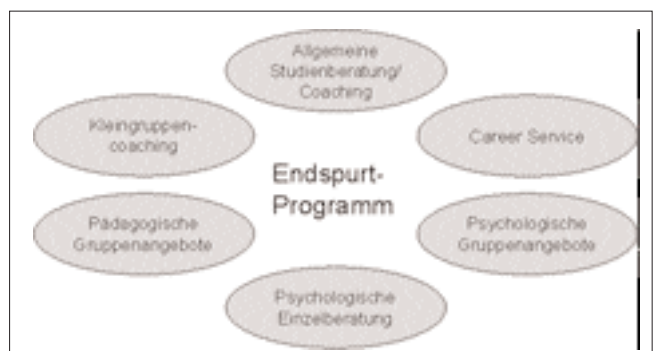 Allgemeine
Studienberatung/
Coaching
Kleingruppen-
coaching
Career Service
Endspurt-
Programm
Pädagogische
Gruppenangebote
Psychologische
Gruppenangebote
Psychologische
Einzelberatung